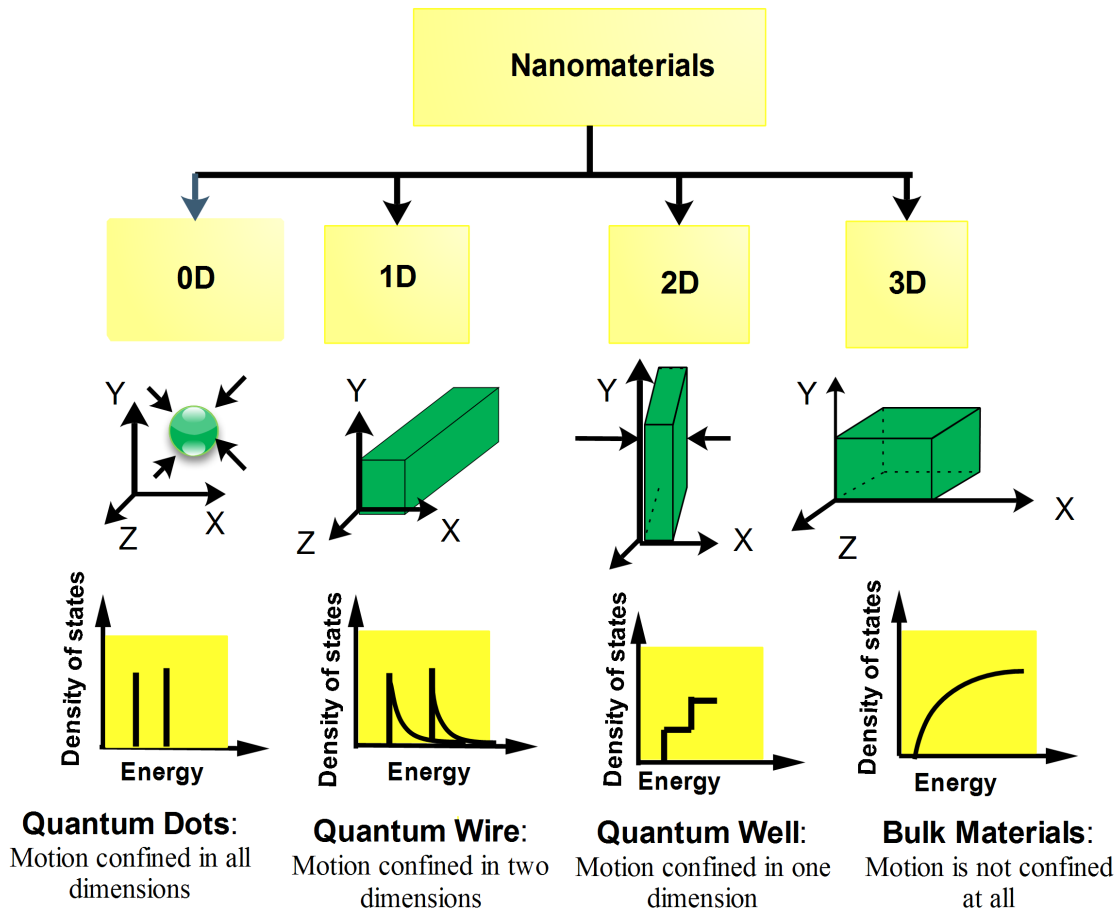 Nanomaterials
0D
1D
2D
3D
Y
X
Z
Y
X
Z
Y
X
Y
X
Z
Density of states
Energy
Density of states
Energy
Density of states
Energy
Density of states
Energy
Quantum Dots:
Motion confined in all
dimensions
Quantum Wire:
Motion confined in two
dimensions
Quantum Well:
Motion confined in one
dimension
Bulk Materials:
Motion is not confined
at all